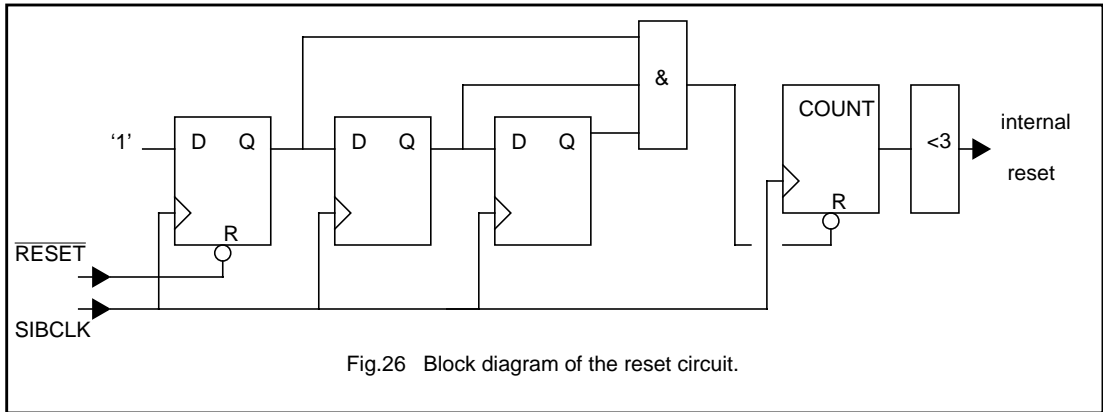 &
COUNT
<3
internal
reset
'1'
D Q
D Q
D Q
R
R
RESET
SIBCLK
Fig.26 Block diagram of the reset circuit.